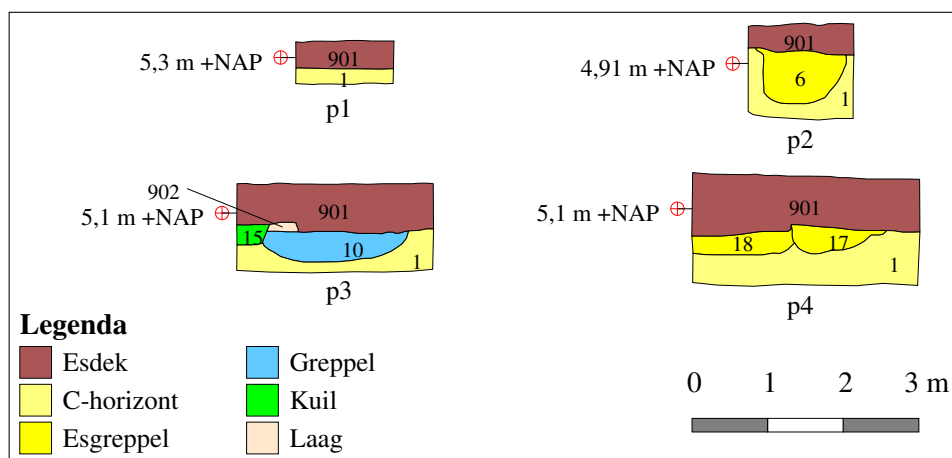 5,3 m +NAP
901
1
p1
4,91 m +NAP
901
6
1
p2
902
5,1 m +NAP
901
15
10
1
p3
5,1 m +NAP
901
18
17
1
p4
Legenda
Esdek
C-horizont
Esgreppel
Greppel
Kuil
Laag
0 1 2 3 m